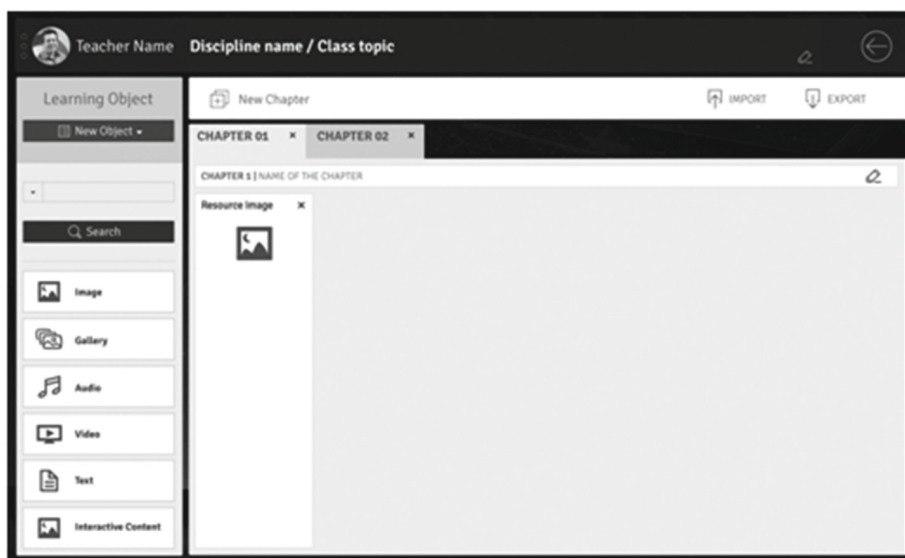 Teacher Name
Discipline name / Class topic
Learning Object
New Object
Search
Image
Gallery
Audio
Video
Text
Interactive Content
New Chapter
IMPORT
EXPORT
CHAPTER 01 ×
CHAPTER 02 ×
CHAPTER 1 | NAME OF THE CHAPTER
Resource Image ×